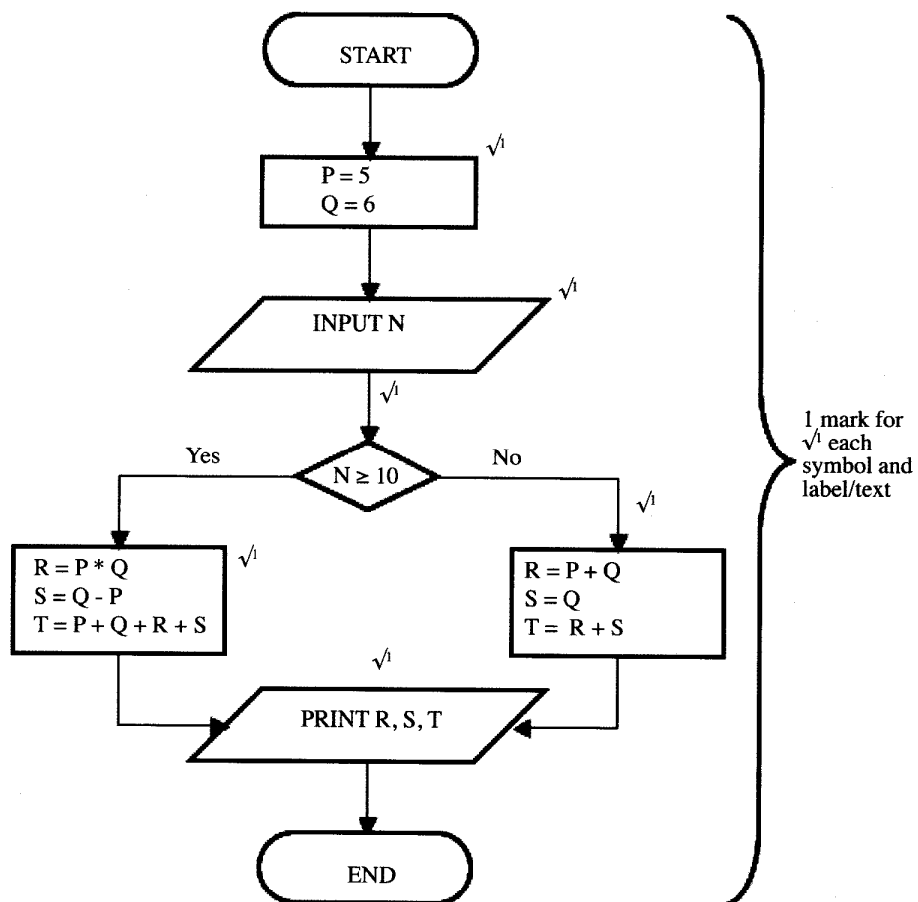 START
√1
P = 5
Q = 6
√1
INPUT N
√1
Yes
N ≥ 10
No
√1
√1
R = P * Q
S = Q - P
T = P + Q + R + S
R = P + Q
S = Q
T = R + S
√1
PRINT R, S, T
END
1 mark for
√1 each
symbol and
label/text